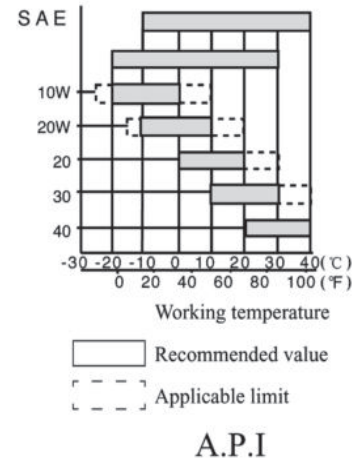 SAE
10W
20W
20
30
40
-30 -20 -10 0 10 20 30 40 (℃)
0 20 40 60 80 100 (°F)
Working temperature
Recommended value
Applicable limit
A.P.I